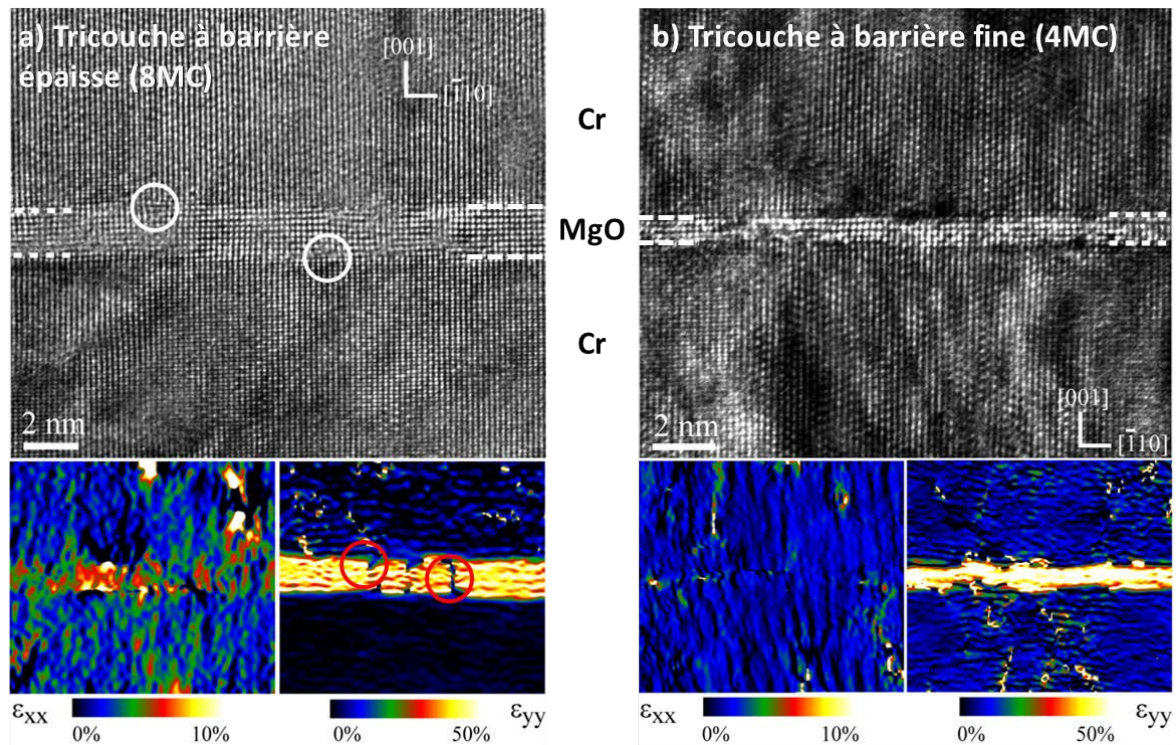 a) Tricouche à barrière
épaisse (8MC)
[001]
[1̅10]
2 nm
Cr
MgO
Cr
b) Tricouche à barrière fine (4MC)
[001]
[1̅10]
2 nm
εxx
0%
10%
0%
50%
εyy
εxx
0%
10%
0%
50%
εyy